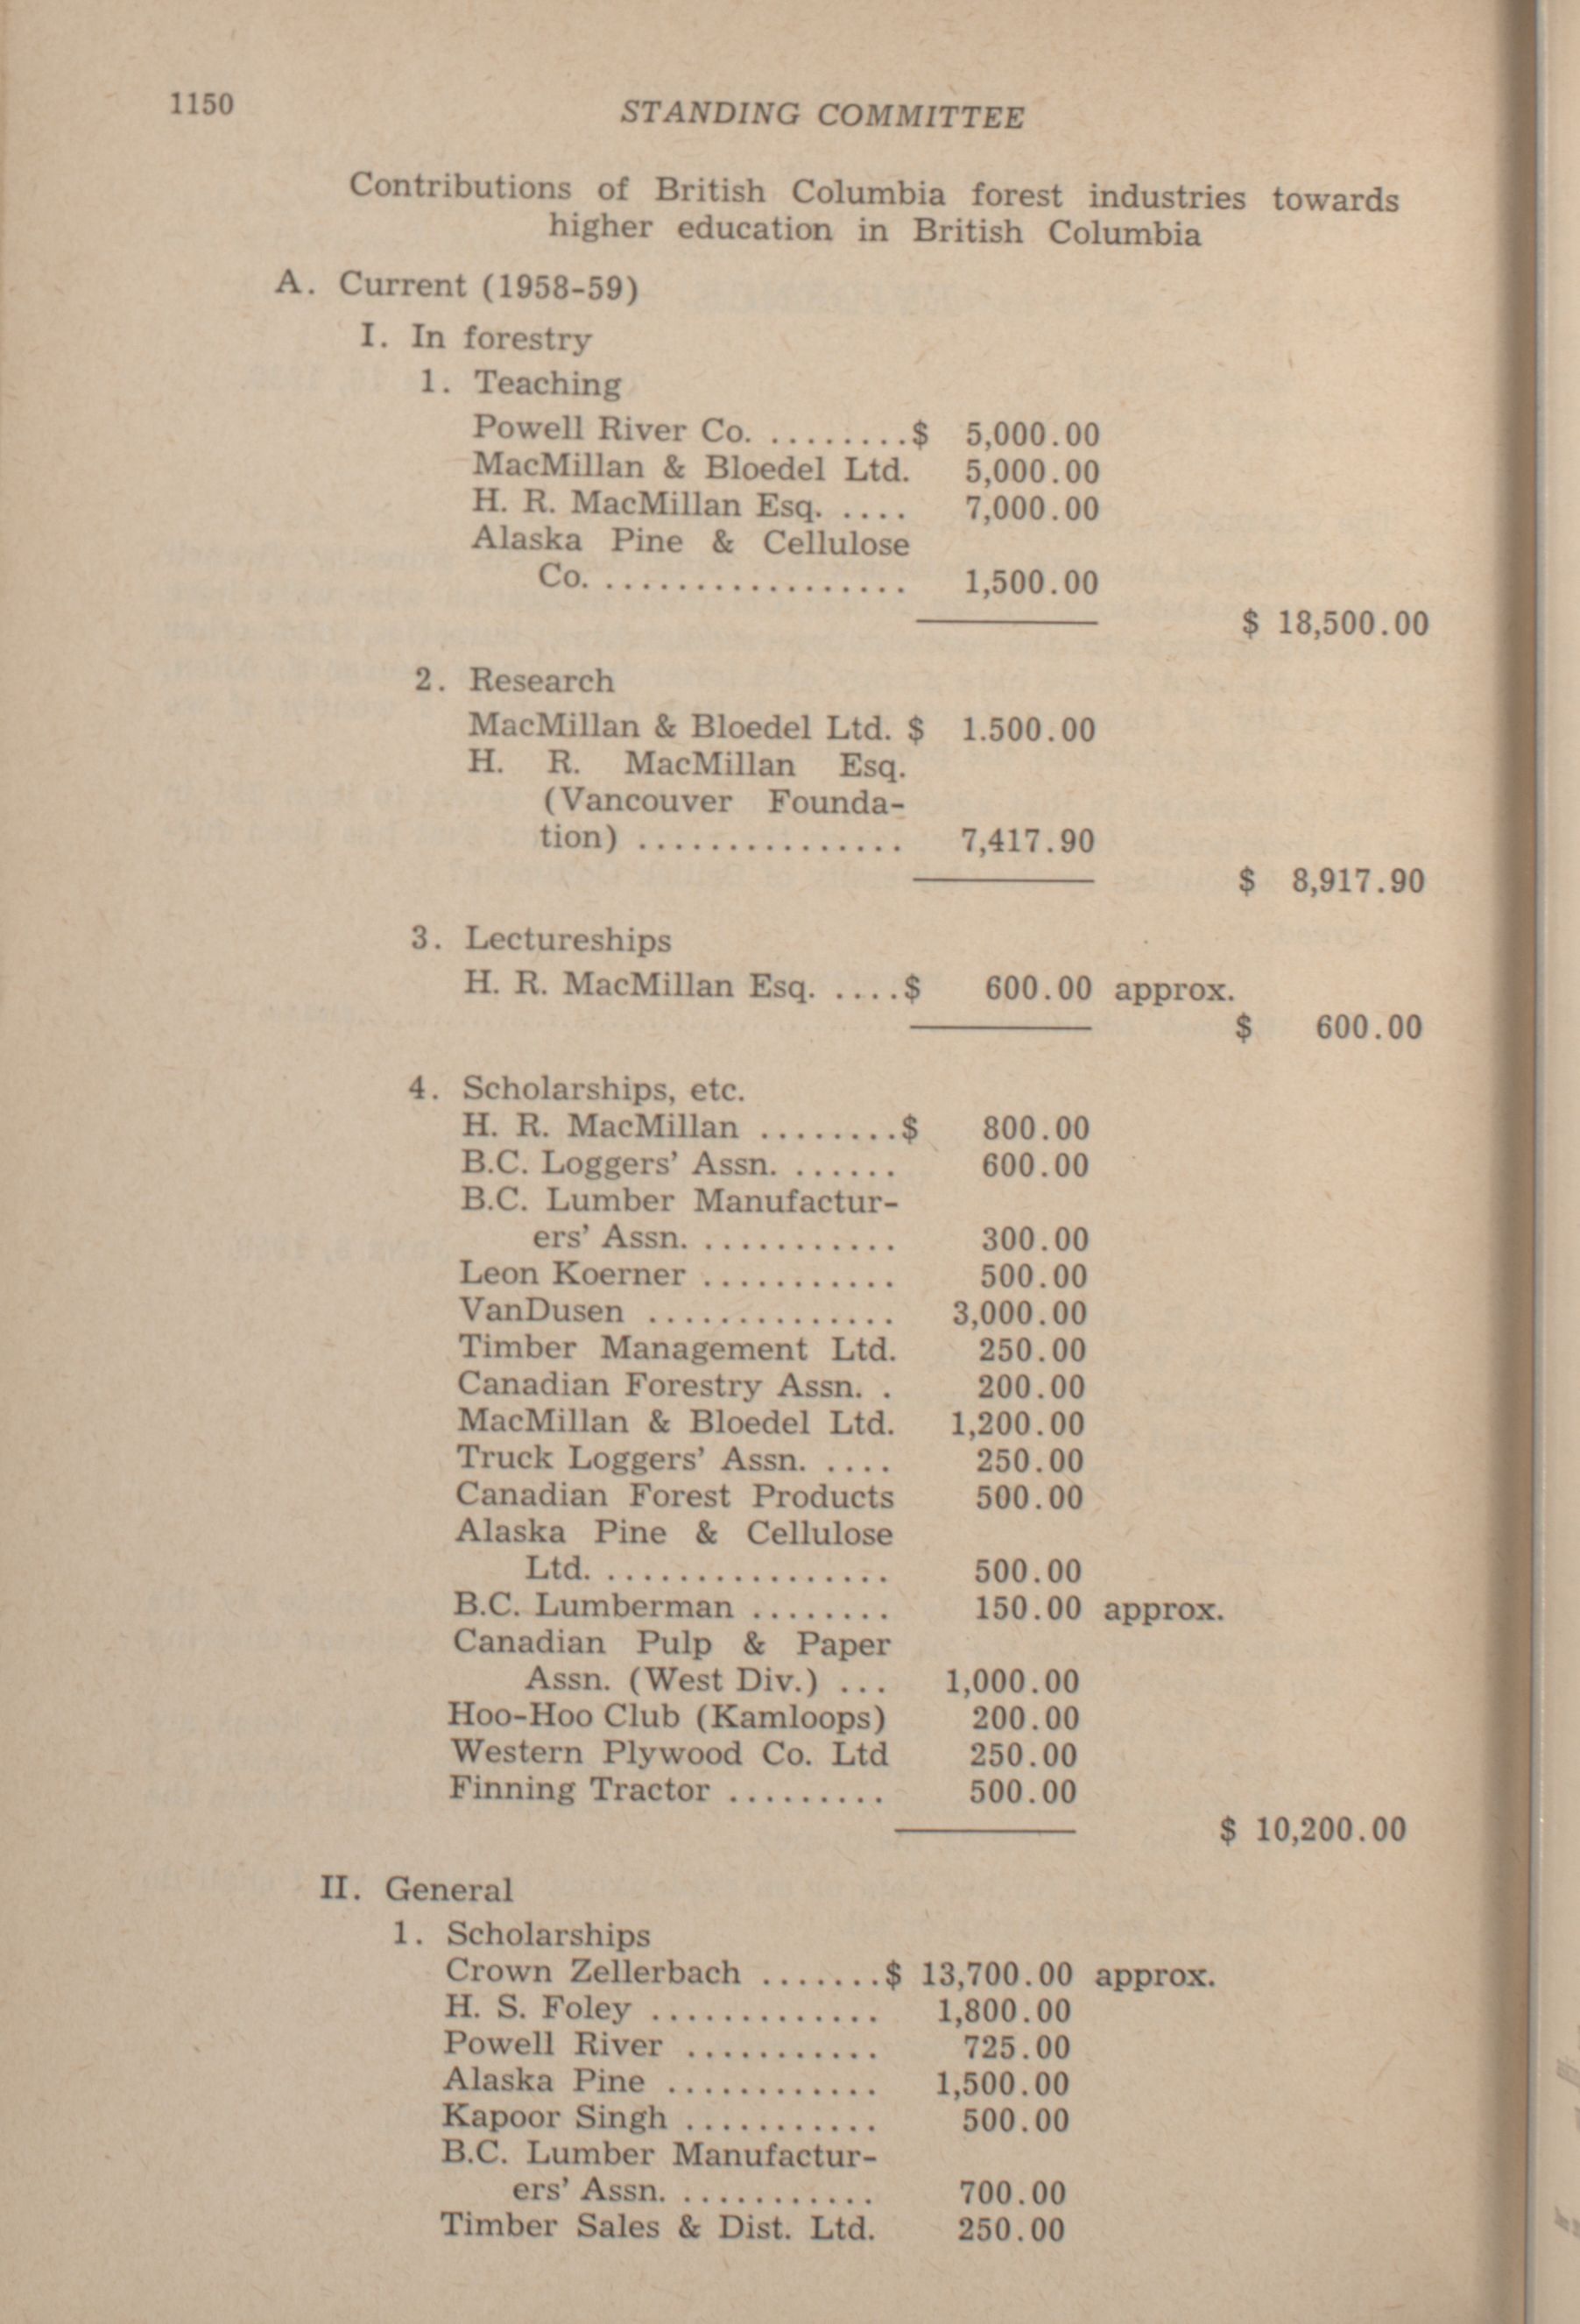 1150
STANDING COMMITTEE
Contributions of British Columbia forest industries towards
higher education in British Columbia
A. Current (1958-59)
I. In forestry
1. Teaching
Powell River Co. ........$ 5,000.00
MacMillan & Bloedel Ltd. 5,000.00
H. R. MacMillan Esq. .... 7,000.00
Alaska Pine & Cellulose
Co. ................. 1,500.00
$ 18,500.00
2. Research
MacMillan & Bloedel Ltd. $ 1.500.00
H. R. MacMillan Esq.
(Vancouver Founda-
tion) ............... 7,417.90
$ 8,917.90
3. Lectureships
H. R. MacMillan Esq. ....$ 600.00 approx.
$ 600.00
4. Scholarships, etc.
H. R. MacMillan ........$ 800.00
B.C. Loggers' Assn. ...... 600.00
B.C. Lumber Manufactur-
ers' Assn. ........... 300.00
Leon Koerner ........... 500.00
VanDusen .............. 3,000.00
Timber Management Ltd. 250.00
Canadian Forestry Assn. . 200.00
MacMillan & Bloedel Ltd. 1,200.00
Truck Loggers' Assn. .... 250.00
Canadian Forest Products 500.00
Alaska Pine & Cellulose
Ltd. ................ 500.00
B.C. Lumberman ........ 150.00 approx.
Canadian Pulp & Paper
Assn. (West Div.) ... 1,000.00
Hoo-Hoo Club (Kamloops) 200.00
Western Plywood Co. Ltd 250.00
Finning Tractor ......... 500.00
$ 10,200.00
II. General
1. Scholarships
Crown Zellerbach .......$ 13,700.00 approx.
H. S. Foley ............. 1,800.00
Powell River ........... 725.00
Alaska Pine ............ 1,500.00
Kapoor Singh ........... 500.00
B.C. Lumber Manufactur-
ers' Assn. ........... 700.00
Timber Sales & Dist. Ltd. 250.00